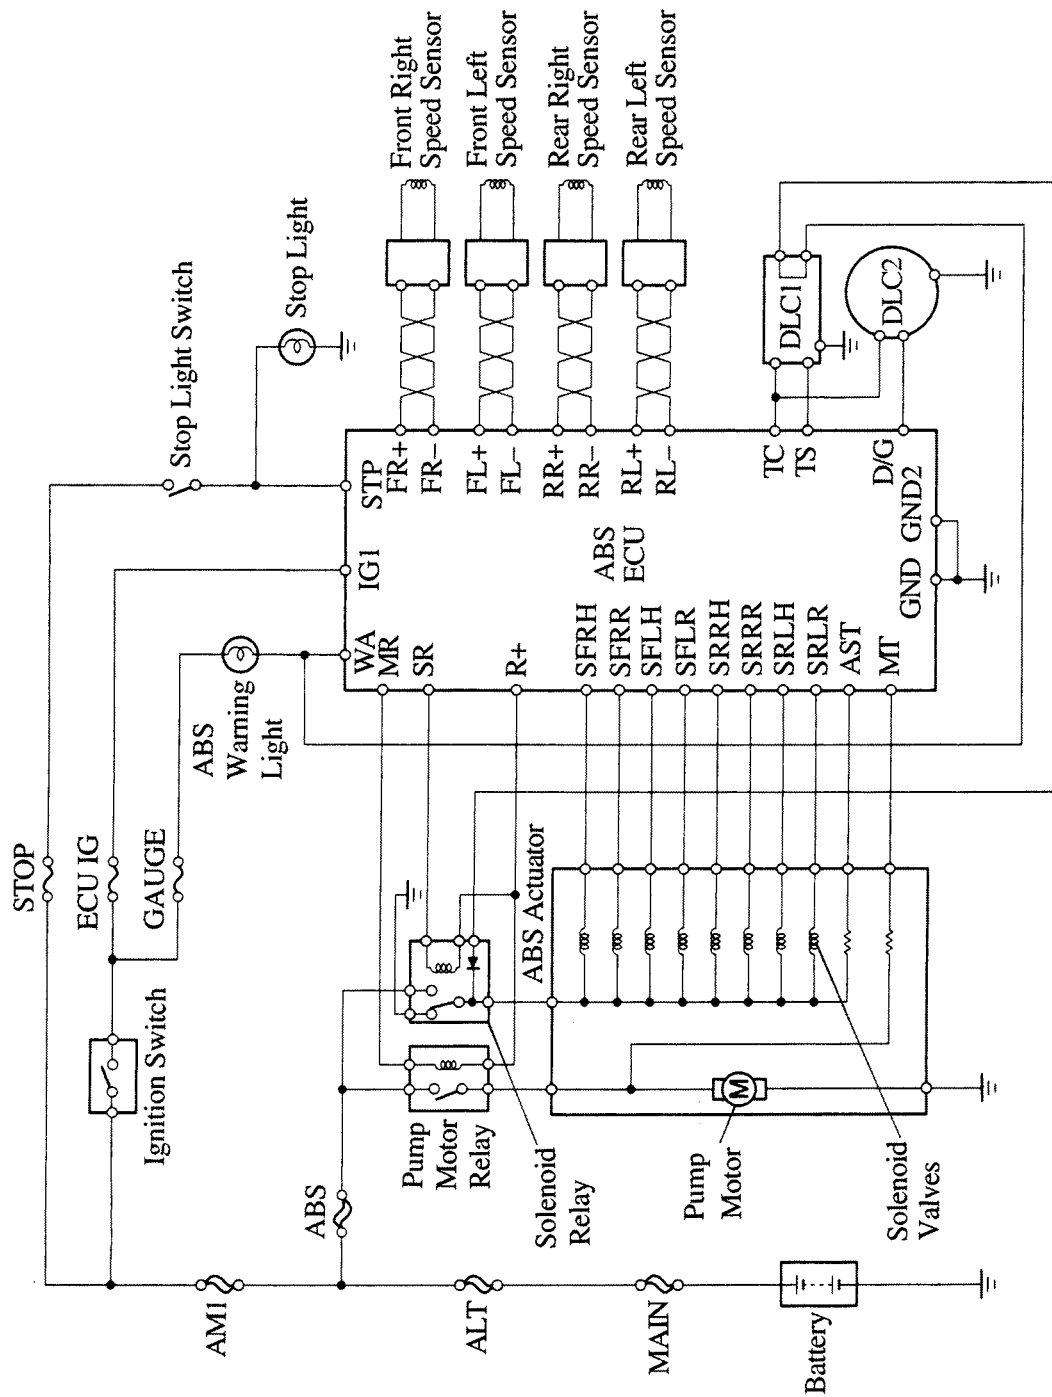 STOP
ECU IG
GAUGE
Ignition Switch
AM1
ABS
ALT
MAIN
Battery
Stop Light Switch
Stop Light
ABS
Warning
Light
Pump
Motor
Relay
Solenoid
Relay
ABS Actuator
Pump
Motor
M
Solenoid
Valves
STP
IG1
WA
MR
SR
R+
SFRH
SFRR
SFLH
SFLR
SRRH
SRRR
SRLH
SRLR
AST
MT
ABS
ECU
FR+
FR−
FL+
FL−
RR+
RR−
RL+
RL−
TC
TS
D/G
GND2
GND
Front Right
Speed Sensor
Front Left
Speed Sensor
Rear Right
Speed Sensor
Rear Left
Speed Sensor
DLC1
DLC2